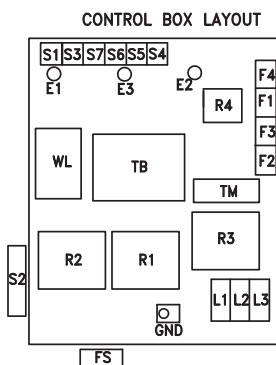 CONTROL BOX LAYOUT
S1 S3 S7 S6 S5 S4
E1 E3 E2
F4
F1
F3
F2
R4
WL
TB
TM
R2
R1
R3
S2
L1 L2 L3
GND
FS